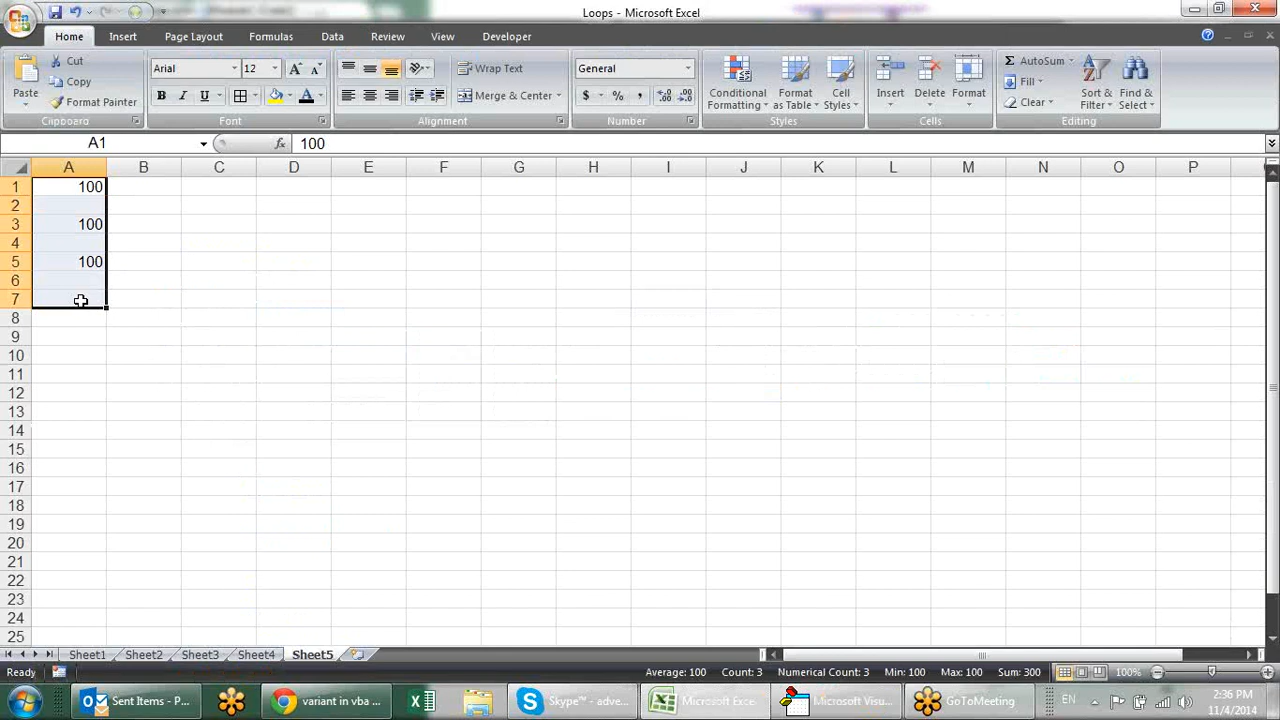 Loops - Microsoft Excel
Home Insert Page Layout Formulas Data Review View Developer
Paste Cut Copy Format Painter Clipboard
Arial 12 Font
Wrap Text Merge & Center Alignment
General $ % , Number
Conditional Formatting Format as Table Cell Styles Styles
Insert Delete Format Cells
Σ AutoSum Fill Clear Sort & Filter Find & Select Editing
A1 fx 100
A B C D E F G H I J K L M N O P
1 100
2
3 100
4
5 100
6
7
8
9
10
11
12
13
14
15
16
17
18
19
20
21
22
23
24
25
Sheet1 Sheet2 Sheet3 Sheet4 Sheet5
Ready Average: 100 Count: 3 Numerical Count: 3 Min: 100 Max: 100 Sum: 300 100%
Sent Items - P... variant in vba Skype™ - adve... Microsoft Exce... Microsoft Visu... GoToMeeting EN 2:36 PM
11/4/2014